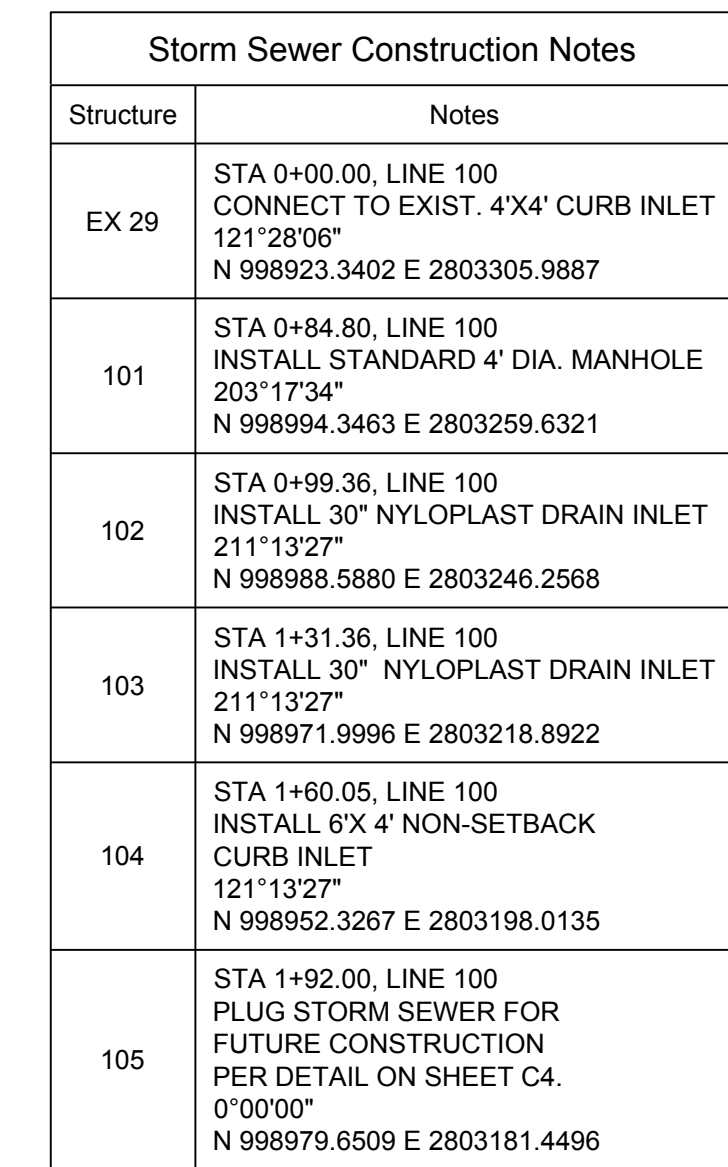 Storm Sewer Construction Notes
Structure Notes
EX 29
STA 0+00.00, LINE 100
CONNECT TO EXIST. 4'X4' CURB INLET
121°28'06"
N 998923.3402 E 2803305.9887
101
STA 0+84.80, LINE 100
INSTALL STANDARD 4' DIA. MANHOLE
203°17'34"
N 998994.3463 E 2803259.6321
102
STA 0+99.36, LINE 100
INSTALL 30" NYLOPLAST DRAIN INLET
211°13'27"
N 998988.5880 E 2803246.2568
103
STA 1+31.36, LINE 100
INSTALL 30"  NYLOPLAST DRAIN INLET
211°13'27"
N 998971.9996 E 2803218.8922
104
STA 1+60.05, LINE 100
INSTALL 6'X 4' NON-SETBACK
CURB INLET
121°13'27"
N 998952.3267 E 2803198.0135
105
STA 1+92.00, LINE 100
PLUG STORM SEWER FOR
FUTURE CONSTRUCTION
PER DETAIL ON SHEET C4.
0°00'00"
N 998979.6509 E 2803181.4496